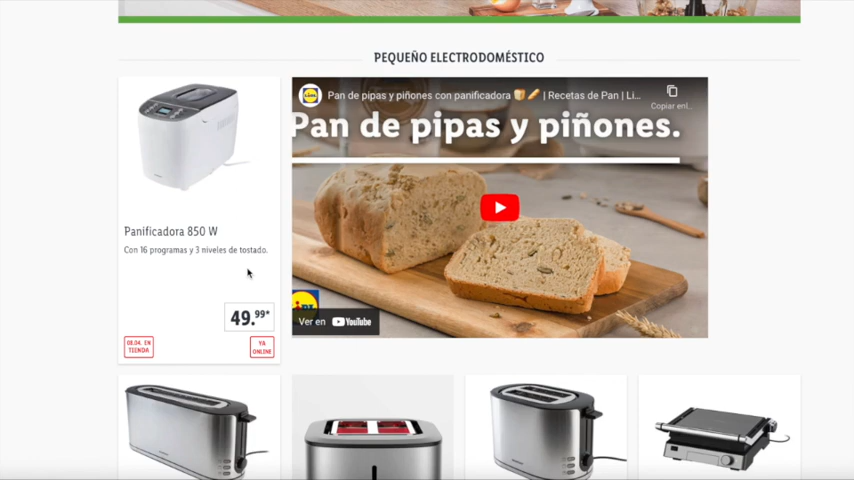 PEQUEÑO ELECTRODOMÉSTICO
Pan de pipas y piñones con panificadora | Recetas de Pan | Li...
Copiar enl...
Pan de pipas y piñones.
Panificadora 850 W
Con 16 programas y 3 niveles de tostado.
49.99*
08.04. EN
TIENDA
YA
ONLINE
Ver en YouTube